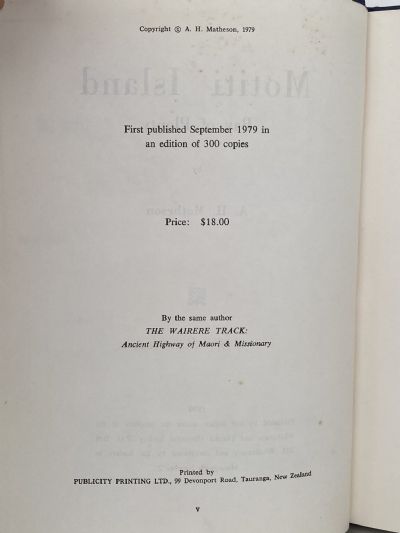 Copyright © A. H. Matheson, 1979
First published September 1979 in
an edition of 300 copies
Price: $18.00
By the same author
THE WAIRERE TRACK:
Ancient Highway of Maori & Missionary
Printed by
PUBLICITY PRINTING LTD., 99 Devonport Road, Tauranga, New Zealand
v